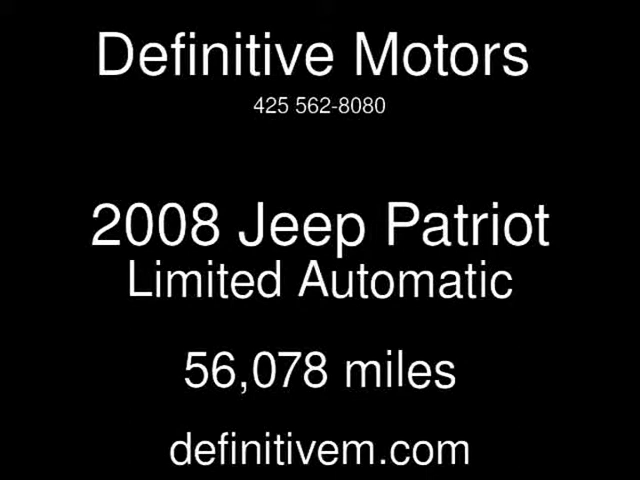 Definitive Motors
425 562-8080
2008 Jeep Patriot
Limited Automatic
56,078 miles
definitivem.com